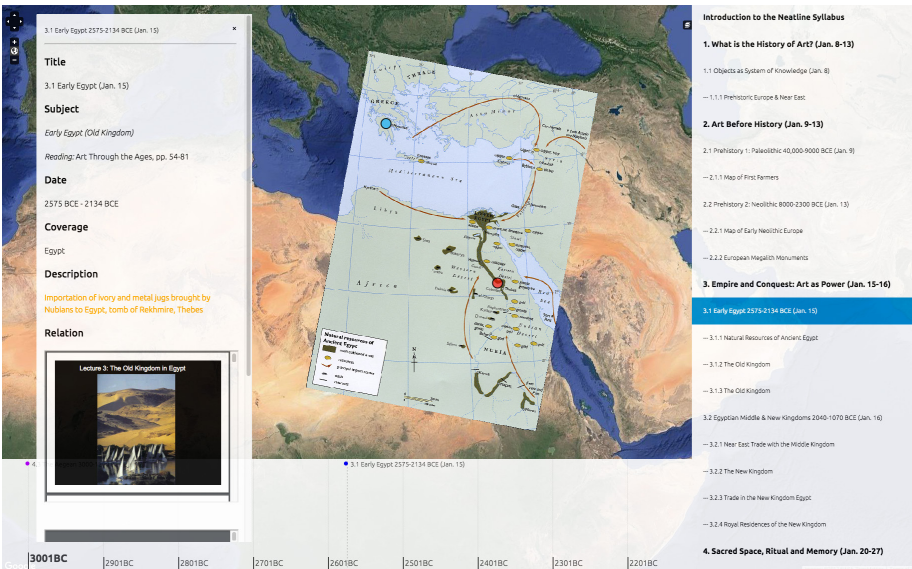 3.1 Early Egypt 2575-2134 BCE (Jan. 15)
×
Title
3.1 Early Egypt (Jan. 15)
Subject
Early Egypt (Old Kingdom)
Reading: Art Through the Ages, pp. 54-81
Date
2575 BCE - 2134 BCE
Coverage
Egypt
Description
Importation of ivory and metal jugs brought by
Nubians to Egypt, tomb of Rekhmire, Thebes
Relation
Lecture 3: The Old Kingdom in Egypt
GREECE
Mediterranean Sea
Libya
Western
Desert
Eastern
Desert
Red
Sea
NUBIA
Natural resources of
Ancient Egypt
Introduction to the Neatline Syllabus
1. What is the History of Art? (Jan. 8-13)
1.1 Objects as System of Knowledge (Jan. 8)
---1.1.1 Prehistoric Europe & Near East
2. Art Before History (Jan. 9-13)
2.1 Prehistory 1: Paleolithic 40,000-9000 BCE (Jan. 9)
---2.1.1 Map of First Farmers
2.2 Prehistory 2: Neolithic 8000-2300 BCE (Jan. 13)
---2.2.1 Map of Early Neolithic Europe
---2.2.2 European Megalith Monuments
3. Empire and Conquest: Art as Power (Jan. 15-16)
3.1 Early Egypt 2575-2134 BCE (Jan. 15)
---3.1.1 Natural Resources of Ancient Egypt
---3.1.2 The Old Kingdom
---3.1.3 The Old Kingdom
3.2 Egyptian Middle & New Kingdoms 2040-1070 BCE (Jan. 16)
---3.2.1 Near East Trade with the Middle Kingdom
---3.2.2 The New Kingdom
---3.2.3 Trade in the New Kingdom Egypt
---3.2.4 Royal Residences of the New Kingdom
4. Sacred Space, Ritual and Memory (Jan. 20-27)
4.
3.1 Early Egypt 2575-2134 BCE (Jan. 15)
3001BC
2901BC
2801BC
2701BC
2601BC
2501BC
2401BC
2301BC
2201BC